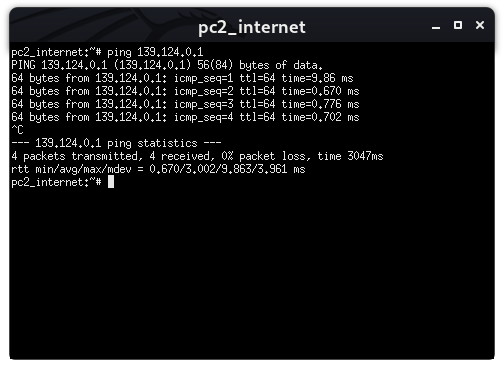 pc2_internet
pc2_internet:~# ping 139.124.0.1
PING 139.124.0.1 (139.124.0.1) 56(84) bytes of data.
64 bytes from 139.124.0.1: icmp_seq=1 ttl=64 time=9.86 ms
64 bytes from 139.124.0.1: icmp_seq=2 ttl=64 time=0.670 ms
64 bytes from 139.124.0.1: icmp_seq=3 ttl=64 time=0.776 ms
64 bytes from 139.124.0.1: icmp_seq=4 ttl=64 time=0.702 ms
^C
--- 139.124.0.1 ping statistics ---
4 packets transmitted, 4 received, 0% packet loss, time 3047ms
rtt min/avg/max/mdev = 0.670/3.002/9.863/3.961 ms
pc2_internet:~#